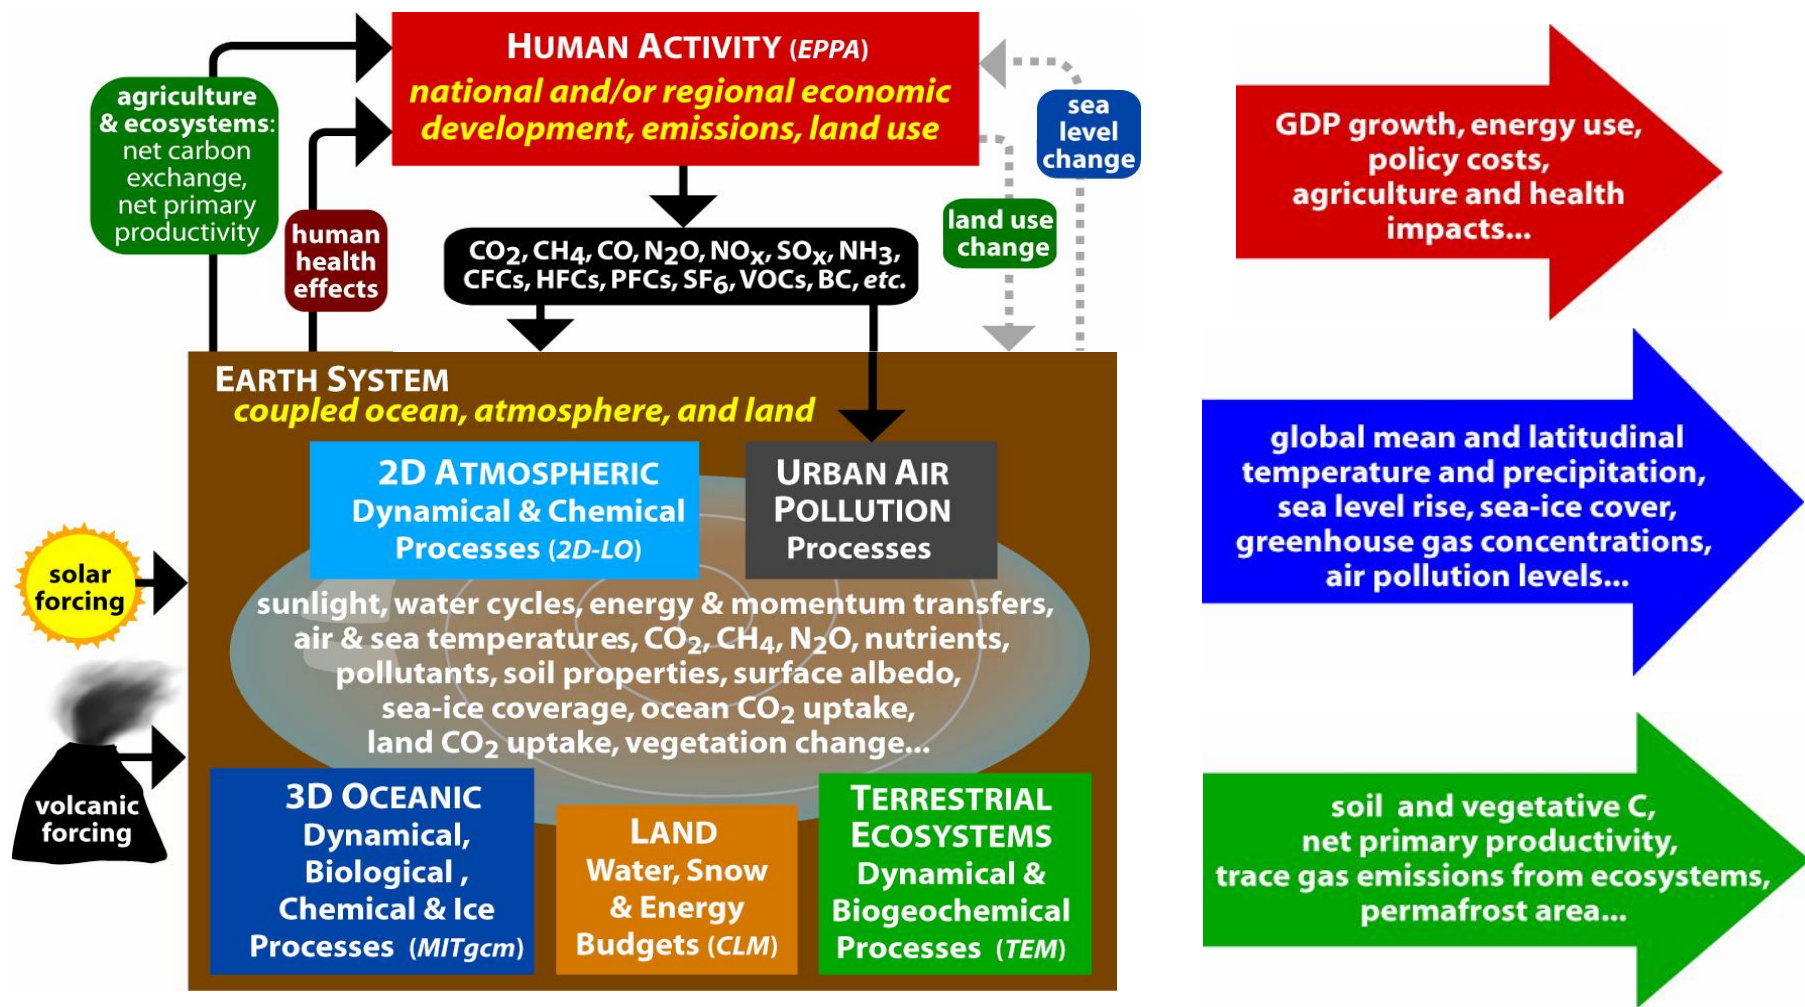 HUMAN ACTIVITY (EPPA)
national and/or regional economic
development, emissions, land use
agriculture
& ecosystems:
net carbon
exchange,
net primary
productivity
human
health
effects
sea
level
change
land use
change
CO2, CH4, CO, N2O, NOx, SOx, NH3,
CFCs, HFCs, PFCs, SF6, VOCs, BC, etc.
EARTH SYSTEM
coupled ocean, atmosphere, and land
2D ATMOSPHERIC
Dynamical & Chemical
Processes (2D-LO)
URBAN AIR
POLLUTION
Processes
solar
forcing
sunlight, water cycles, energy & momentum transfers,
air & sea temperatures, CO2, CH4, N2O, nutrients,
pollutants, soil properties, surface albedo,
sea-ice coverage, ocean CO2 uptake,
land CO2 uptake, vegetation change...
volcanic
forcing
3D OCEANIC
Dynamical,
Biological ,
Chemical & Ice
Processes (MITgcm)
LAND
Water, Snow
& Energy
Budgets (CLM)
TERRESTRIAL
ECOSYSTEMS
Dynamical &
Biogeochemical
Processes (TEM)
GDP growth, energy use,
policy costs,
agriculture and health
impacts...
global mean and latitudinal
temperature and precipitation,
sea level rise, sea-ice cover,
greenhouse gas concentrations,
air pollution levels...
soil and vegetative C,
net primary productivity,
trace gas emissions from ecosystems,
permafrost area...